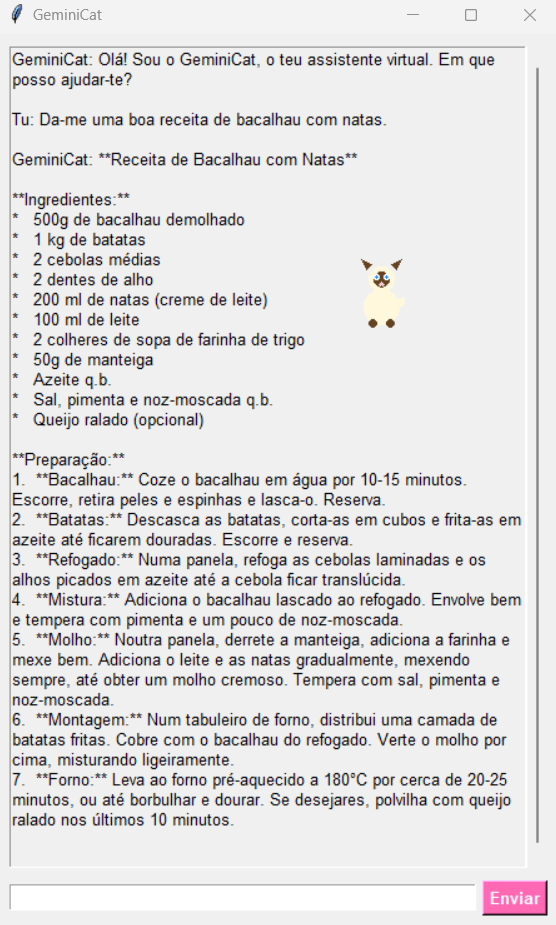 GeminiCat
GeminiCat: Olá! Sou o GeminiCat, o teu assistente virtual. Em que
posso ajudar-te?
Tu: Da-me uma boa receita de bacalhau com natas.
GeminiCat: **Receita de Bacalhau com Natas**
**Ingredientes:**
*   500g de bacalhau demolhado
*   1 kg de batatas
*   2 cebolas médias
*   2 dentes de alho
*   200 ml de natas (creme de leite)
*   100 ml de leite
*   2 colheres de sopa de farinha de trigo
*   50g de manteiga
*   Azeite q.b.
*   Sal, pimenta e noz-moscada q.b.
*   Queijo ralado (opcional)
**Preparação:**
1.  **Bacalhau:** Coze o bacalhau em água por 10-15 minutos.
Escorre, retira peles e espinhas e lasca-o. Reserva.
2.  **Batatas:** Descasca as batatas, corta-as em cubos e frita-as em
azeite até ficarem douradas. Escorre e reserva.
3.  **Refogado:** Numa panela, refoga as cebolas laminadas e os
alhos picados em azeite até a cebola ficar translúcida.
4.  **Mistura:** Adiciona o bacalhau lascado ao refogado. Envolve bem
e tempera com pimenta e um pouco de noz-moscada.
5.  **Molho:** Noutra panela, derrete a manteiga, adiciona a farinha e
mexe bem. Adiciona o leite e as natas gradualmente, mexendo
sempre, até obter um molho cremoso. Tempera com sal, pimenta e
noz-moscada.
6.  **Montagem:** Num tabuleiro de forno, distribui uma camada de
batatas fritas. Cobre com o bacalhau do refogado. Verte o molho por
cima, misturando ligeiramente.
7.  **Forno:** Leva ao forno pré-aquecido a 180°C por cerca de 20-25
minutos, ou até borbulhar e dourar. Se desejares, polvilha com queijo
ralado nos últimos 10 minutos.
Enviar